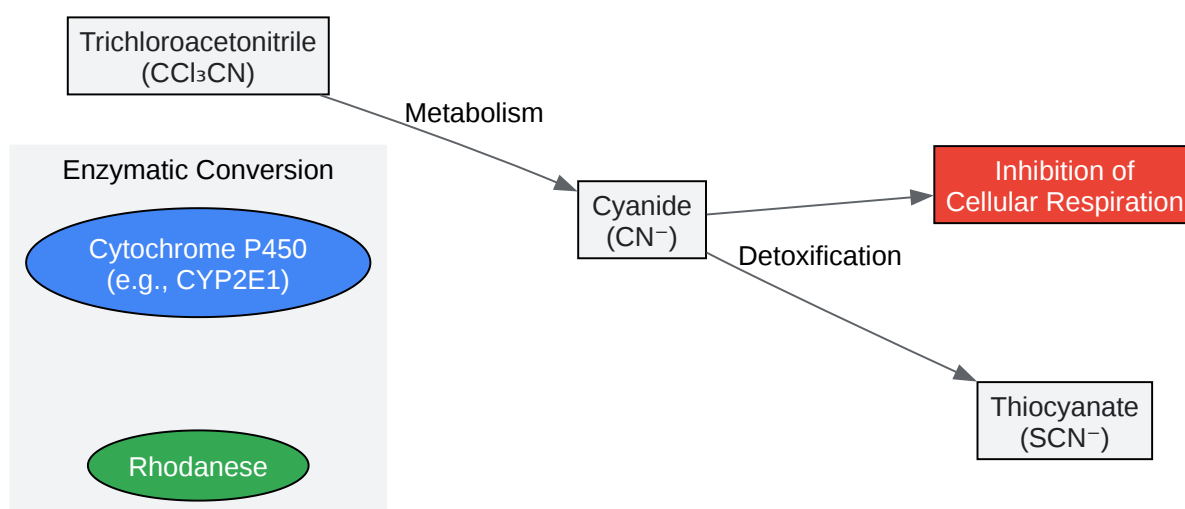 Trichloroacetonitrile
(CCl₃CN)
Metabolism
Enzymatic Conversion
Cytochrome P450
(e.g., CYP2E1)
Rhodanese
Cyanide
(CN⁻)
Inhibition of
Cellular Respiration
Detoxification
Thiocyanate
(SCN⁻)